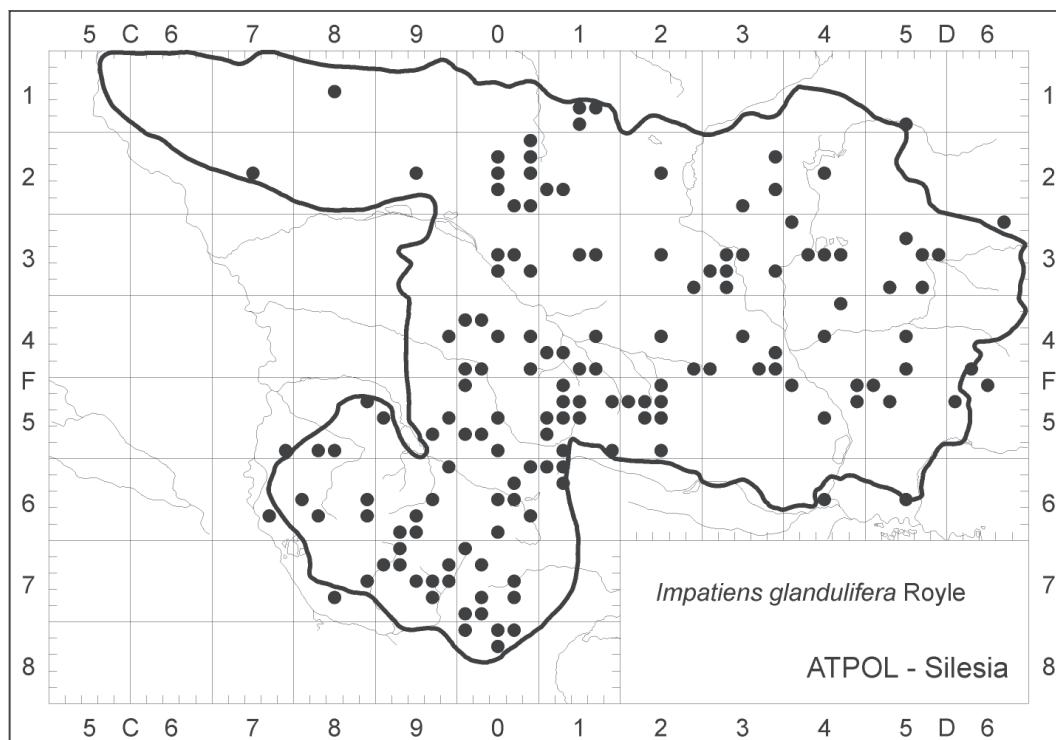 5 C 6 7 8 9 0 1 2 3 4 5 D 6
1 1
2 2
3 3
4 4
F F
5 5
6 6
7 Impatiens glandulifera Royle 7
8 ATPOL - Silesia 8
5 C 6 7 8 9 0 1 2 3 4 5 D 6